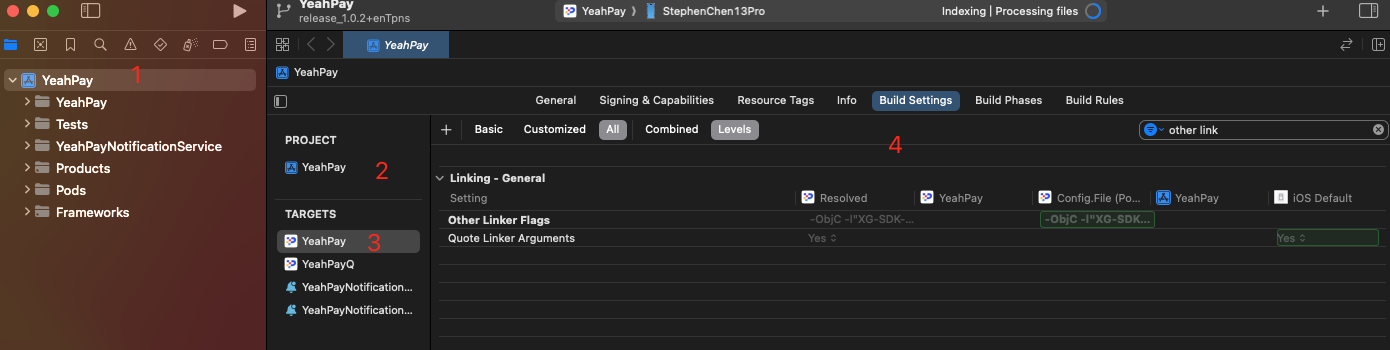 YeahPay
release_1.0.2+enTpns
YeahPay
StephenChen13Pro
Indexing | Processing files
YeahPay
1
YeahPay
YeahPay
Tests
YeahPayNotificationService
Products
Pods
Frameworks
YeahPay
General
Signing & Capabilities
Resource Tags
Info
Build Settings
Build Phases
Build Rules
PROJECT
YeahPay
2
TARGETS
YeahPay
3
YeahPayQ
YeahPayNotification...
YeahPayNotification...
Basic
Customized
All
Combined
Levels
4
other link
Linking - General
Setting
Resolved
YeahPay
Config.File (Po...
YeahPay
iOS Default
Other Linker Flags
-ObjC -l"XG-SDK-...
-ObjC -l"XG-SDK...
Quote Linker Arguments
Yes
Yes